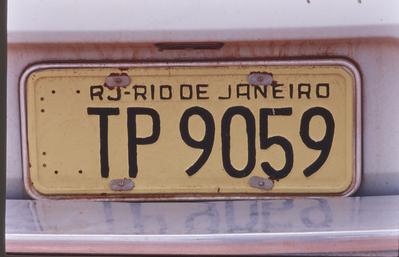 RJ-RIO DE JANEIRO
TP 9059